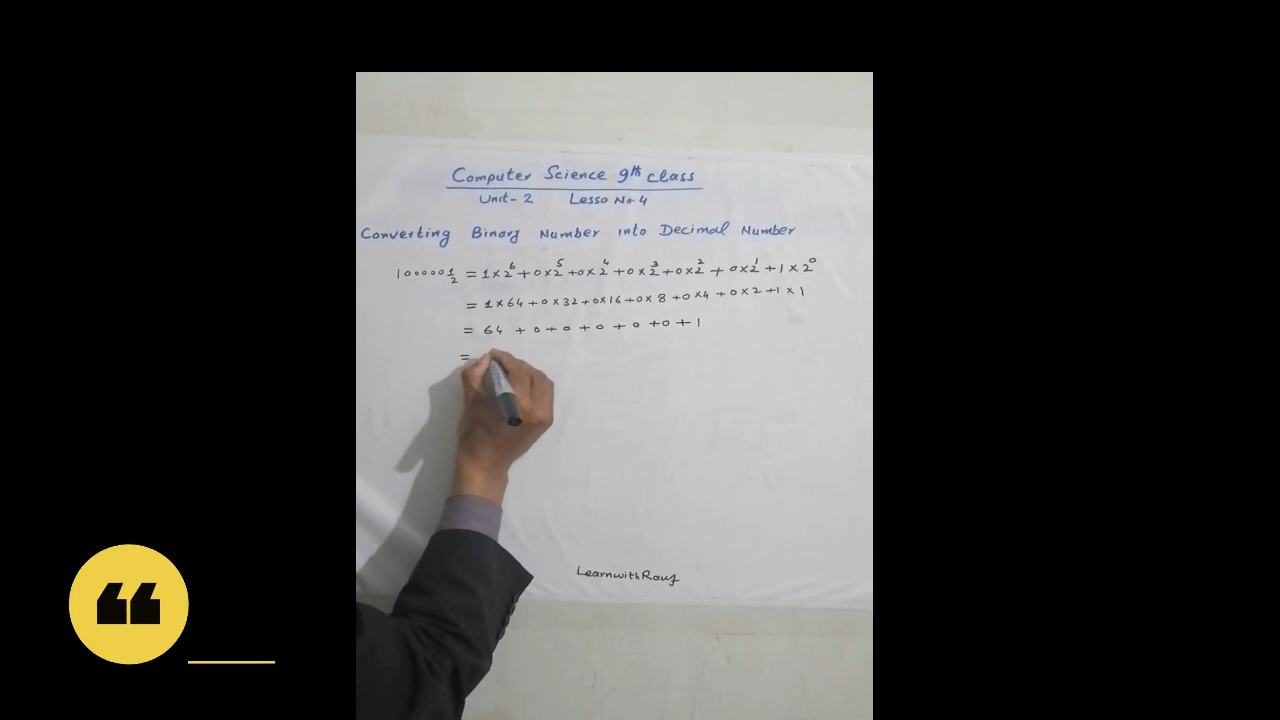 Computer Science 9th class
Unit-2 Lesso No.4
Converting Binary Number into Decimal Number
1000001₂ = 1×2⁶+0×2⁵+0×2⁴+0×2³+0×2²+0×2¹+1×2⁰
= 1×64+0×32+0×16+0×8+0×4+0×2+1×1
= 64+0+0+0+0+0+1
=
LearnwithRauf